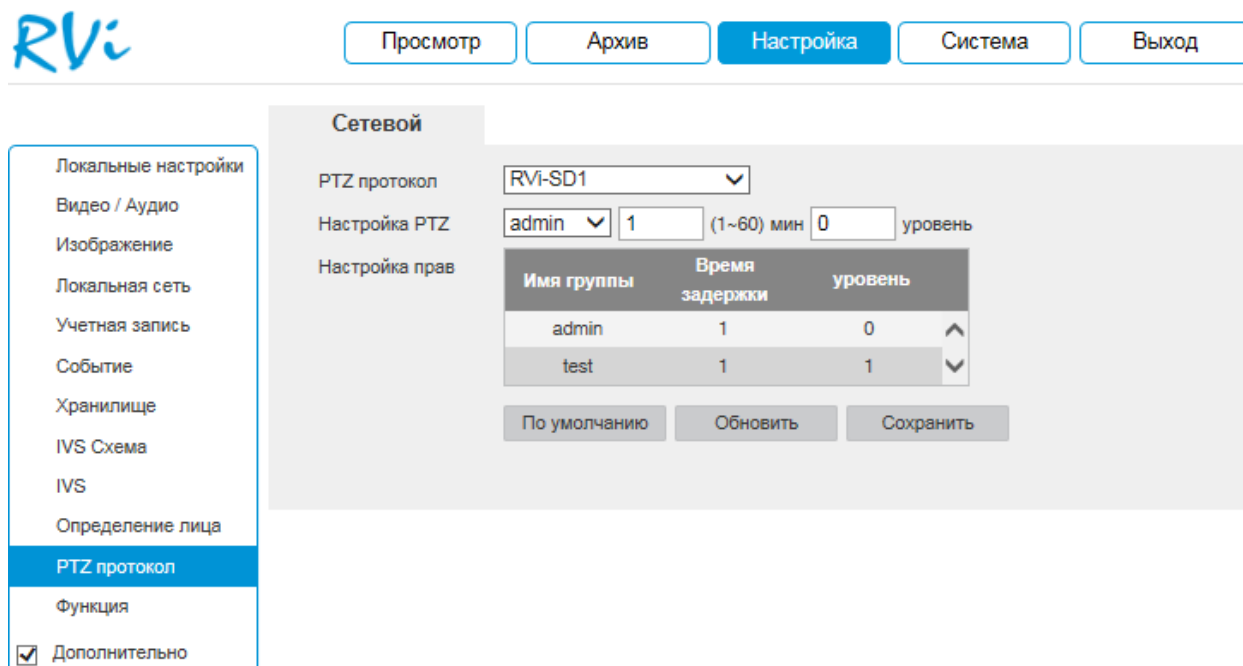 RVi
Просмотр Архив Настройка Система Выход
Сетевой
Локальные настройки
Видео / Аудио
Изображение
Локальная сеть
Учетная запись
Событие
Хранилище
IVS Схема
IVS
Определение лица
PTZ протокол
Функция
Дополнительно
PTZ протокол RVi-SD1
Настройка PTZ admin 1 (1~60) мин 0 уровень
Настройка прав
Имя группы Время задержки уровень
admin 1 0
test 1 1
По умолчанию Обновить Сохранить